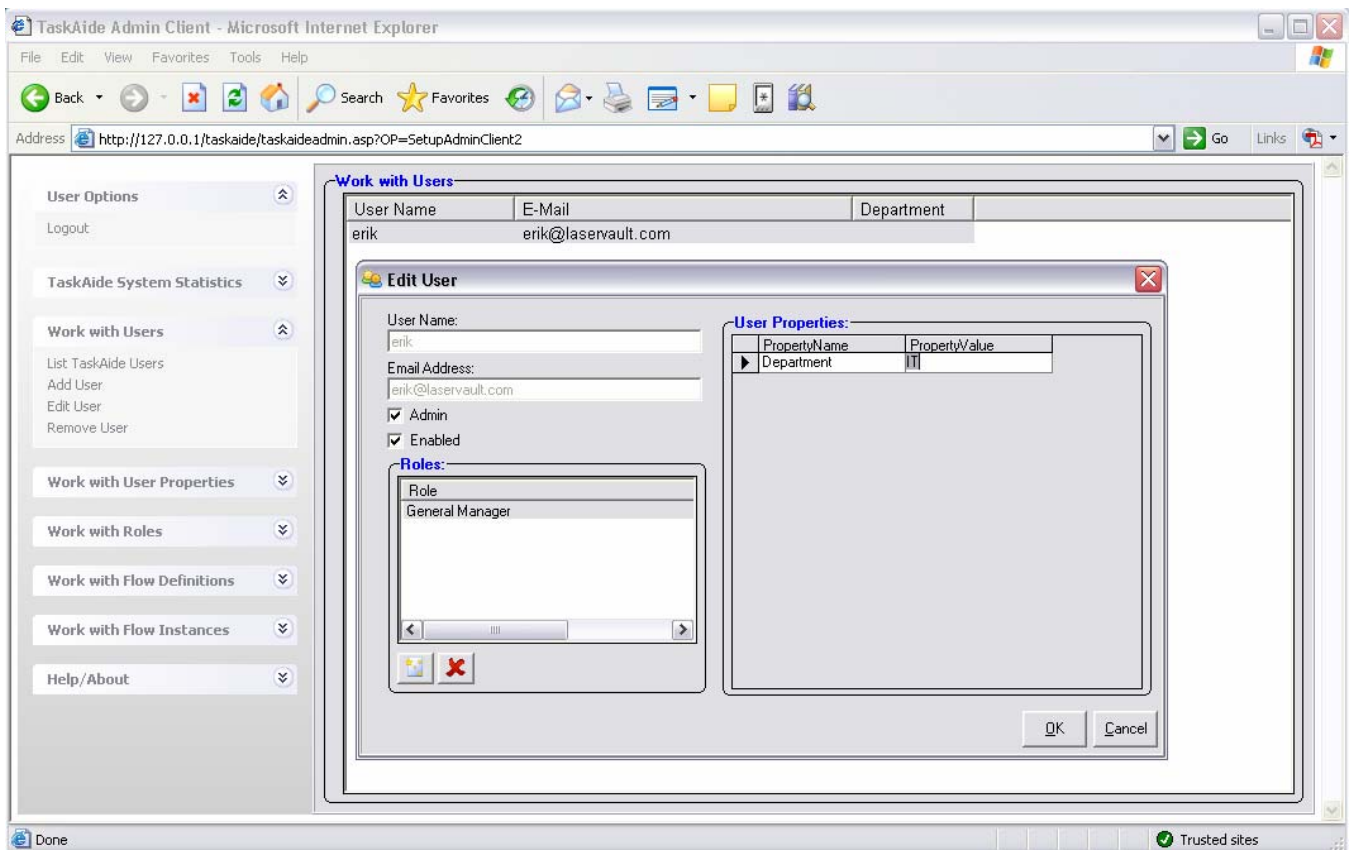 TaskAide Admin Client - Microsoft Internet Explorer
File Edit View Favorites Tools Help
Back Search Favorites
Address http://127.0.0.1/taskaide/taskaideadmin.asp?OP=SetupAdminClient2 Go Links
User Options
Logout
TaskAide System Statistics
Work with Users
List TaskAide Users
Add User
Edit User
Remove User
Work with User Properties
Work with Roles
Work with Flow Definitions
Work with Flow Instances
Help/About
Work with Users
User Name E-Mail Department
erik erik@laservault.com
Edit User
User Name:
erik
Email Address:
erik@laservault.com
Admin
Enabled
Roles:
Role
General Manager
User Properties:
PropertyName PropertyValue
Department IT
OK Cancel
Done Trusted sites